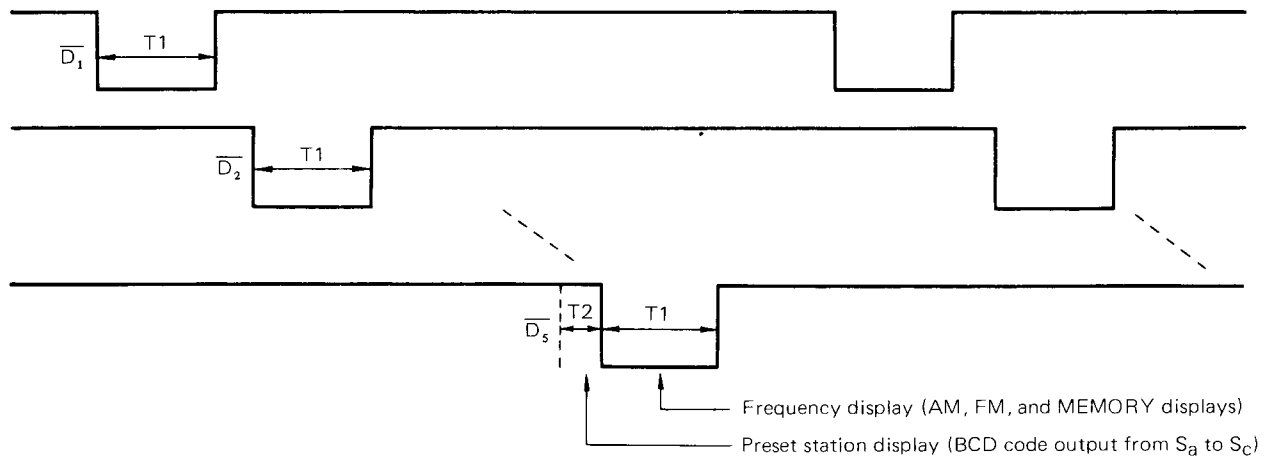 T1
D̅₁
T1
D̅₂
T2 T1
D̅₅
Frequency display (AM, FM, and MEMORY displays)
Preset station display (BCD code output from Sa to Sc)